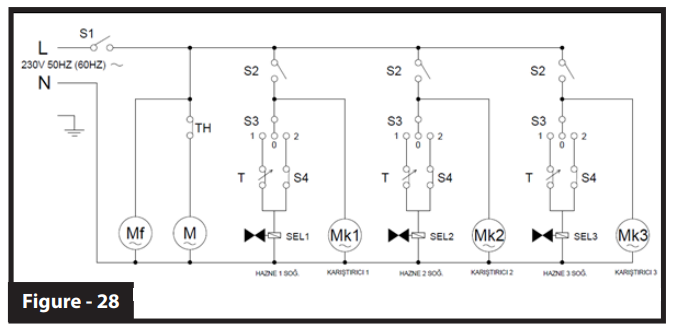 S1
L
230V 50HZ (60HZ) ~
N
S2 S2 S2
S3 S3 S3
TH
1 0 2 1 0 2 1 0 2
T S4 T S4 T S4
Mf M SEL1 Mk1 SEL2 Mk2 SEL3 Mk3
HAZNE 1 SOĞ. KARIŞTIRICI 1 HAZNE 2 SOĞ. KARIŞTIRICI 2 HAZNE 3 SOĞ. KARIŞTIRICI 3
Figure - 28